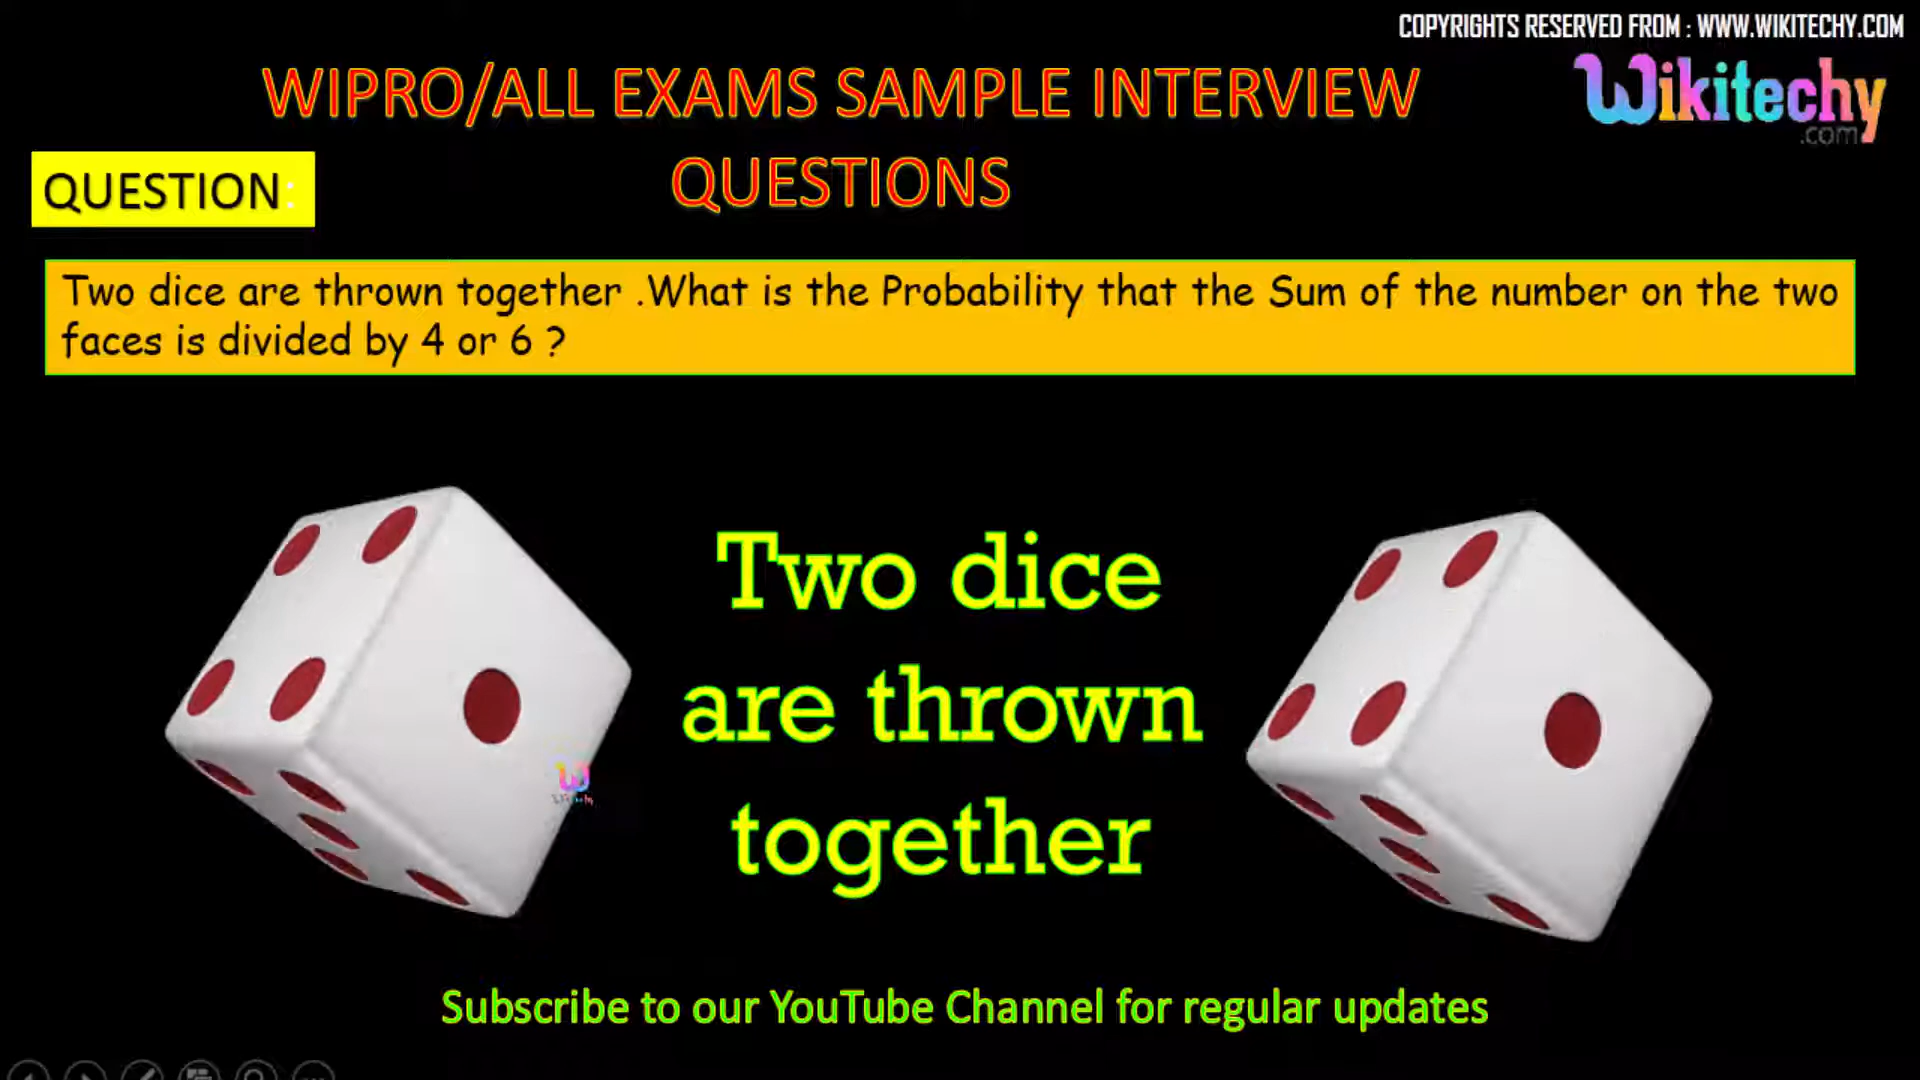 COPYRIGHTS RESERVED FROM : WWW.WIKITECHY.COM
WIPRO/ALL EXAMS SAMPLE INTERVIEW
QUESTIONS
Wikitechy
.com
QUESTION:
Two dice are thrown together .What is the Probability that the Sum of the number on the two
faces is divided by 4 or 6 ?
Two dice
are thrown
together
W
Subscribe to our YouTube Channel for regular updates